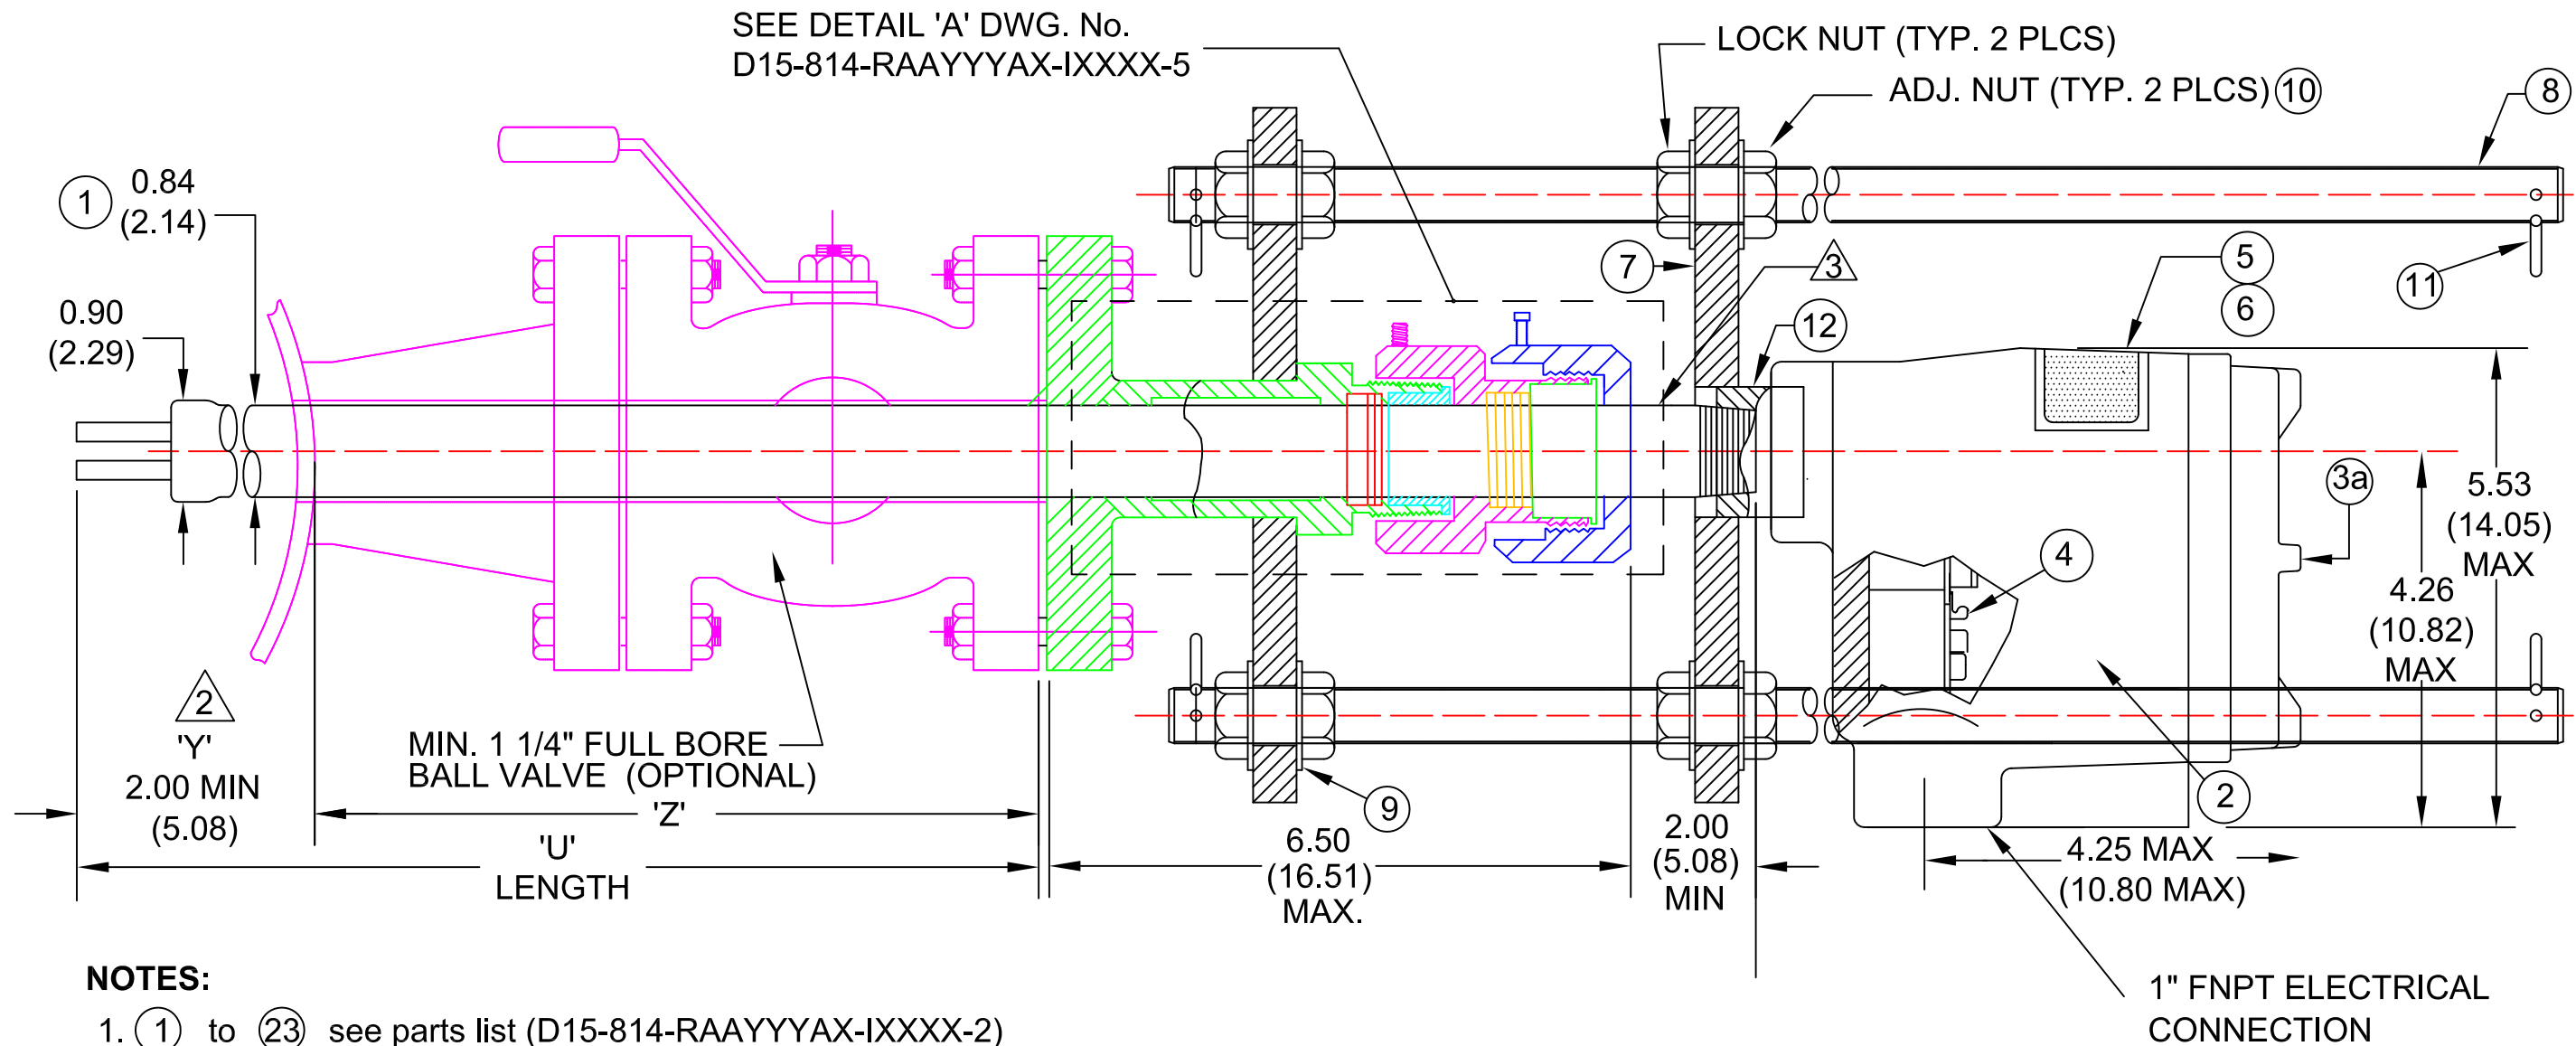 SEE DETAIL 'A' DWG. No.
D15-814-RAAYYYAX-IXXXX-5
LOCK NUT (TYP. 2 PLCS)
ADJ. NUT (TYP. 2 PLCS) 10
8
1
0.84
(2.14)
7
3
5
6
11
0.90
(2.29)
12
3a
5.53
(14.05)
MAX
4
4.26
(10.82)
MAX
2
'Y'
2.00 MIN
(5.08)
MIN. 1 1/4" FULL BORE
BALL VALVE (OPTIONAL)
'Z'
'U'
LENGTH
9
2
6.50
(16.51)
MAX.
2.00
(5.08)
MIN
4.25 MAX
(10.80 MAX)
NOTES:
1. 1 to 23 see parts list (D15-814-RAAYYYAX-IXXXX-2)
1" FNPT ELECTRICAL
CONNECTION